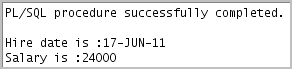 PL/SQL procedure successfully completed.
Hire date is :17-JUN-11
Salary is :24000